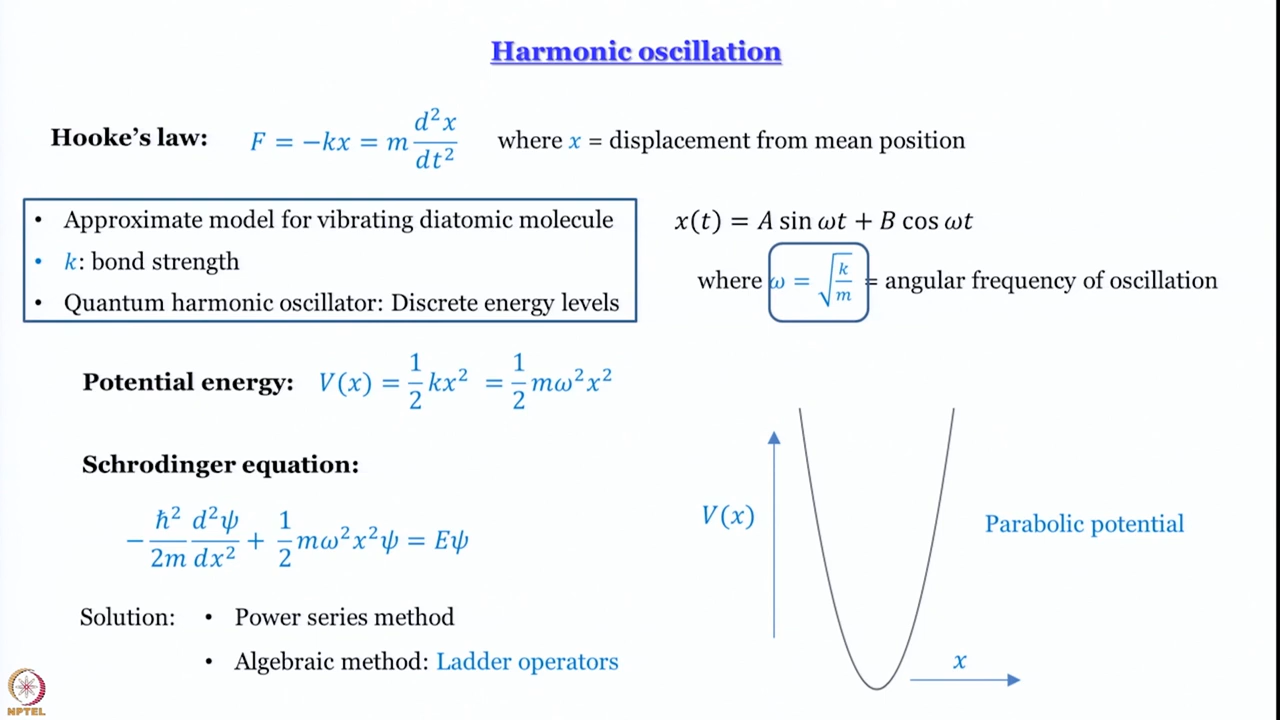 Harmonic oscillation
Hooke's law: F = −kx = m d²x/dt² where x = displacement from mean position
• Approximate model for vibrating diatomic molecule
• k: bond strength
• Quantum harmonic oscillator: Discrete energy levels
x(t) = A sin ωt + B cos ωt
where ω = √(k/m) = angular frequency of oscillation
Potential energy: V(x) = 1/2 kx² = 1/2 mω²x²
Schrodinger equation:
−ħ²/2m d²ψ/dx² + 1/2 mω²x²ψ = Eψ
Solution: • Power series method
• Algebraic method: Ladder operators
V(x)
Parabolic potential
x
NPTEL